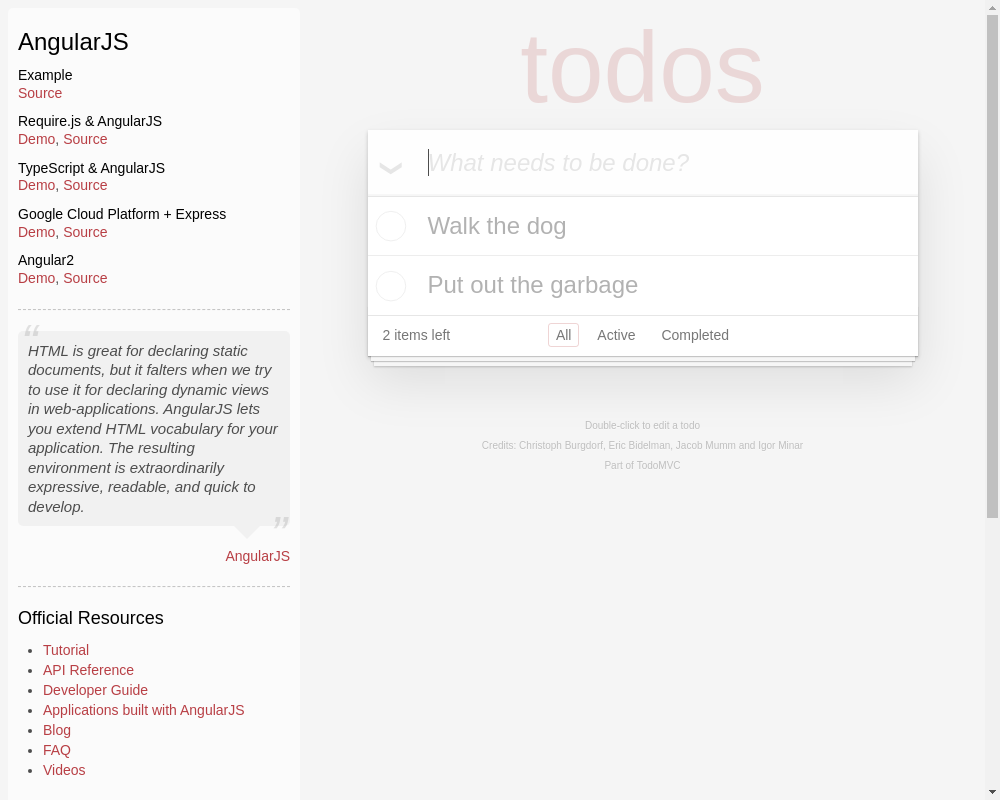 AngularJS
Example
Source
Require.js & AngularJS
Demo, Source
TypeScript & AngularJS
Demo, Source
Google Cloud Platform + Express
Demo, Source
Angular2
Demo, Source
“
HTML is great for declaring static
documents, but it falters when we try
to use it for declaring dynamic views
in web-applications. AngularJS lets
you extend HTML vocabulary for your
application. The resulting
environment is extraordinarily
expressive, readable, and quick to
develop.
”
AngularJS
Official Resources
Tutorial
API Reference
Developer Guide
Applications built with AngularJS
Blog
FAQ
Videos
todos
What needs to be done?
Walk the dog
Put out the garbage
2 items left All Active Completed
Double-click to edit a todo
Credits: Christoph Burgdorf, Eric Bidelman, Jacob Mumm and Igor Minar
Part of TodoMVC